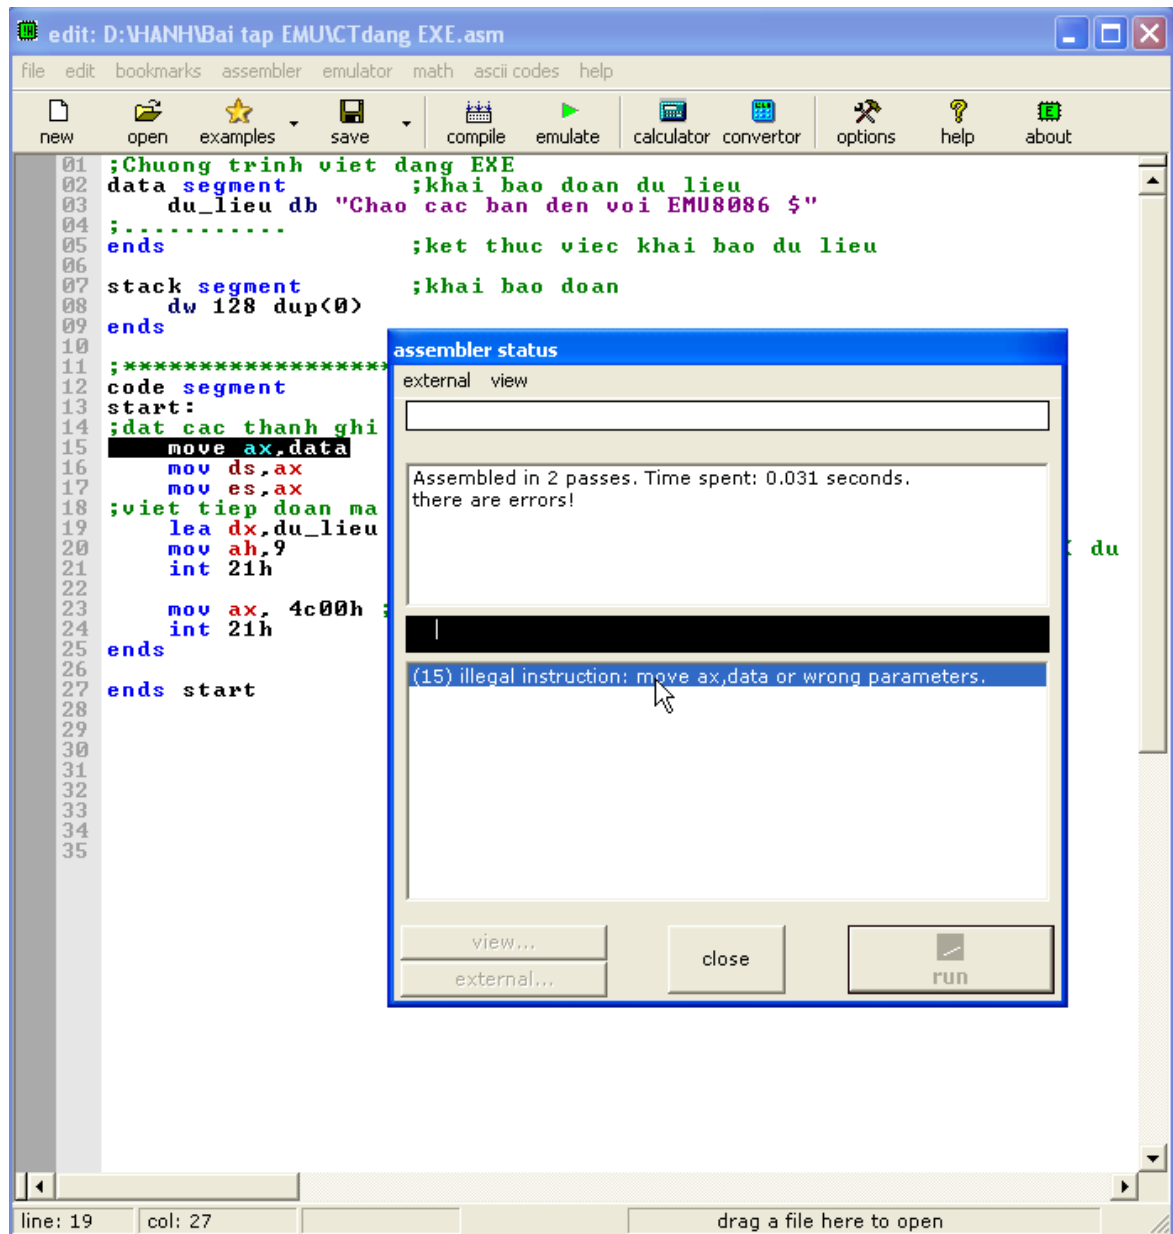 edit: D:\HANH\Bai tap EMU\CTdang EXE.asm
file edit bookmarks assembler emulator math ascii codes help
new open examples save compile emulate calculator convertor options help about
01 ;Chuong trinh viet dang EXE
02 data segment ;khai bao doan du lieu
03 du_lieu db "Chao cac ban den voi EMU8086 $"
04 ;...........
05 ends ;ket thuc viec khai bao du lieu
06
07 stack segment ;khai bao doan
08 dw 128 dup(0)
09 ends
10
11 ;******************
12 code segment
13 start:
14 ;dat cac thanh ghi
15 move ax,data
16 mov ds,ax
17 mov es,ax
18 ;viet tiep doan ma
19 lea dx,du_lieu
20 mov ah,9 du
21 int 21h
22
23 mov ax, 4c00h ;
24 int 21h
25 ends
26
27 ends start
28
29
30
31
32
33
34
35
assembler status
external view
Assembled in 2 passes. Time spent: 0.031 seconds.
there are errors!
(15) illegal instruction: move ax,data or wrong parameters.
view...
external...
close
run
line: 19 col: 27 drag a file here to open